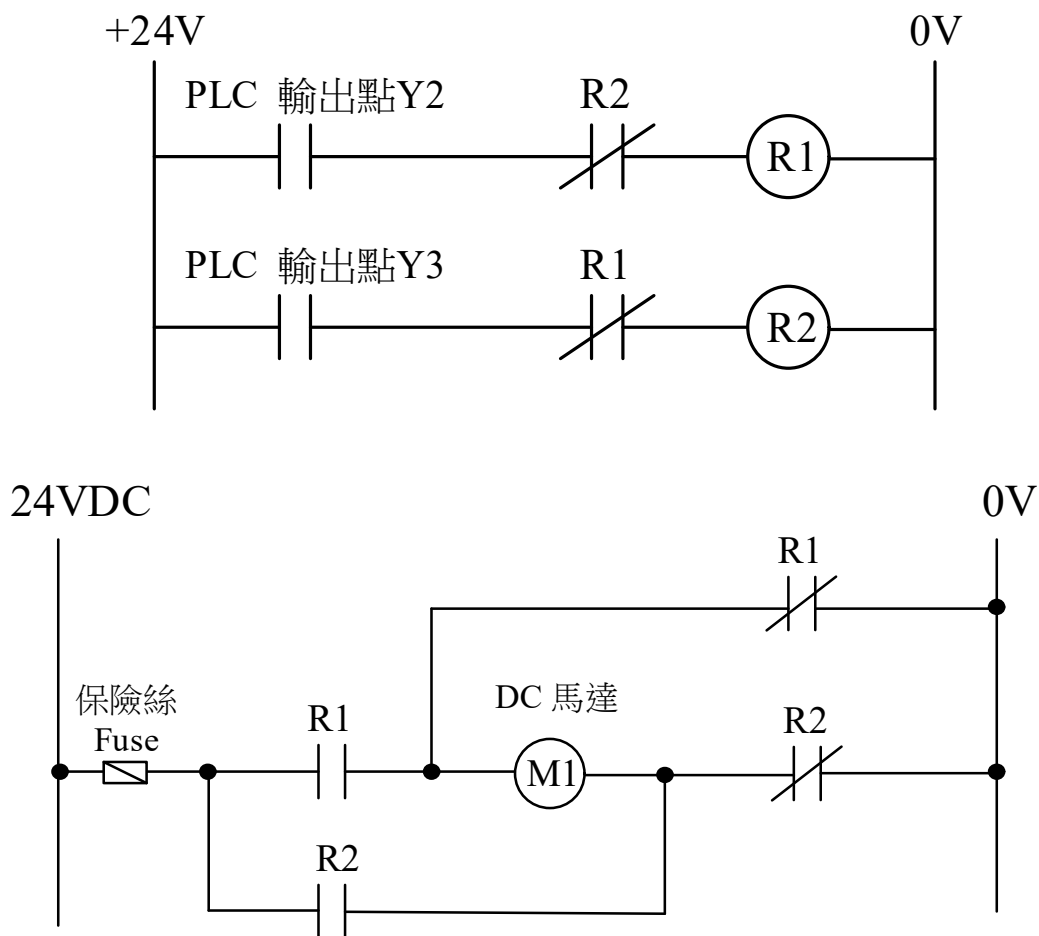 +24V 0V
PLC 輸出點Y2 R2
R1
PLC 輸出點Y3 R1
R2
24VDC 0V
R1
保險絲 DC 馬達
Fuse R1 R2
M1
R2